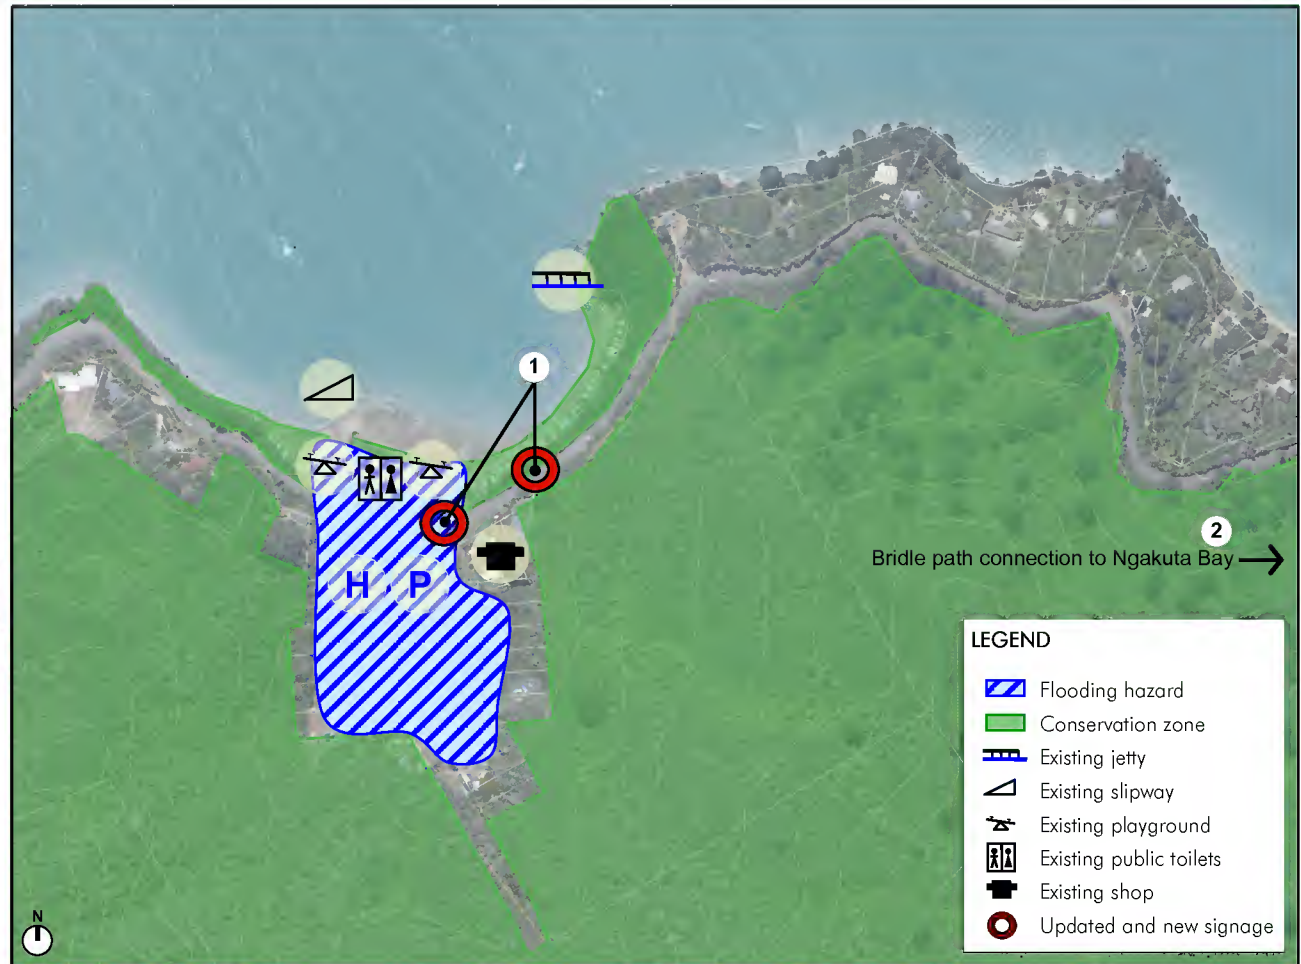 1
2
Bridle path connection to Ngakuta Bay
H P
LEGEND
Flooding hazard
Conservation zone
Existing jetty
Existing slipway
Existing playground
Existing public toilets
Existing shop
Updated and new signage
N